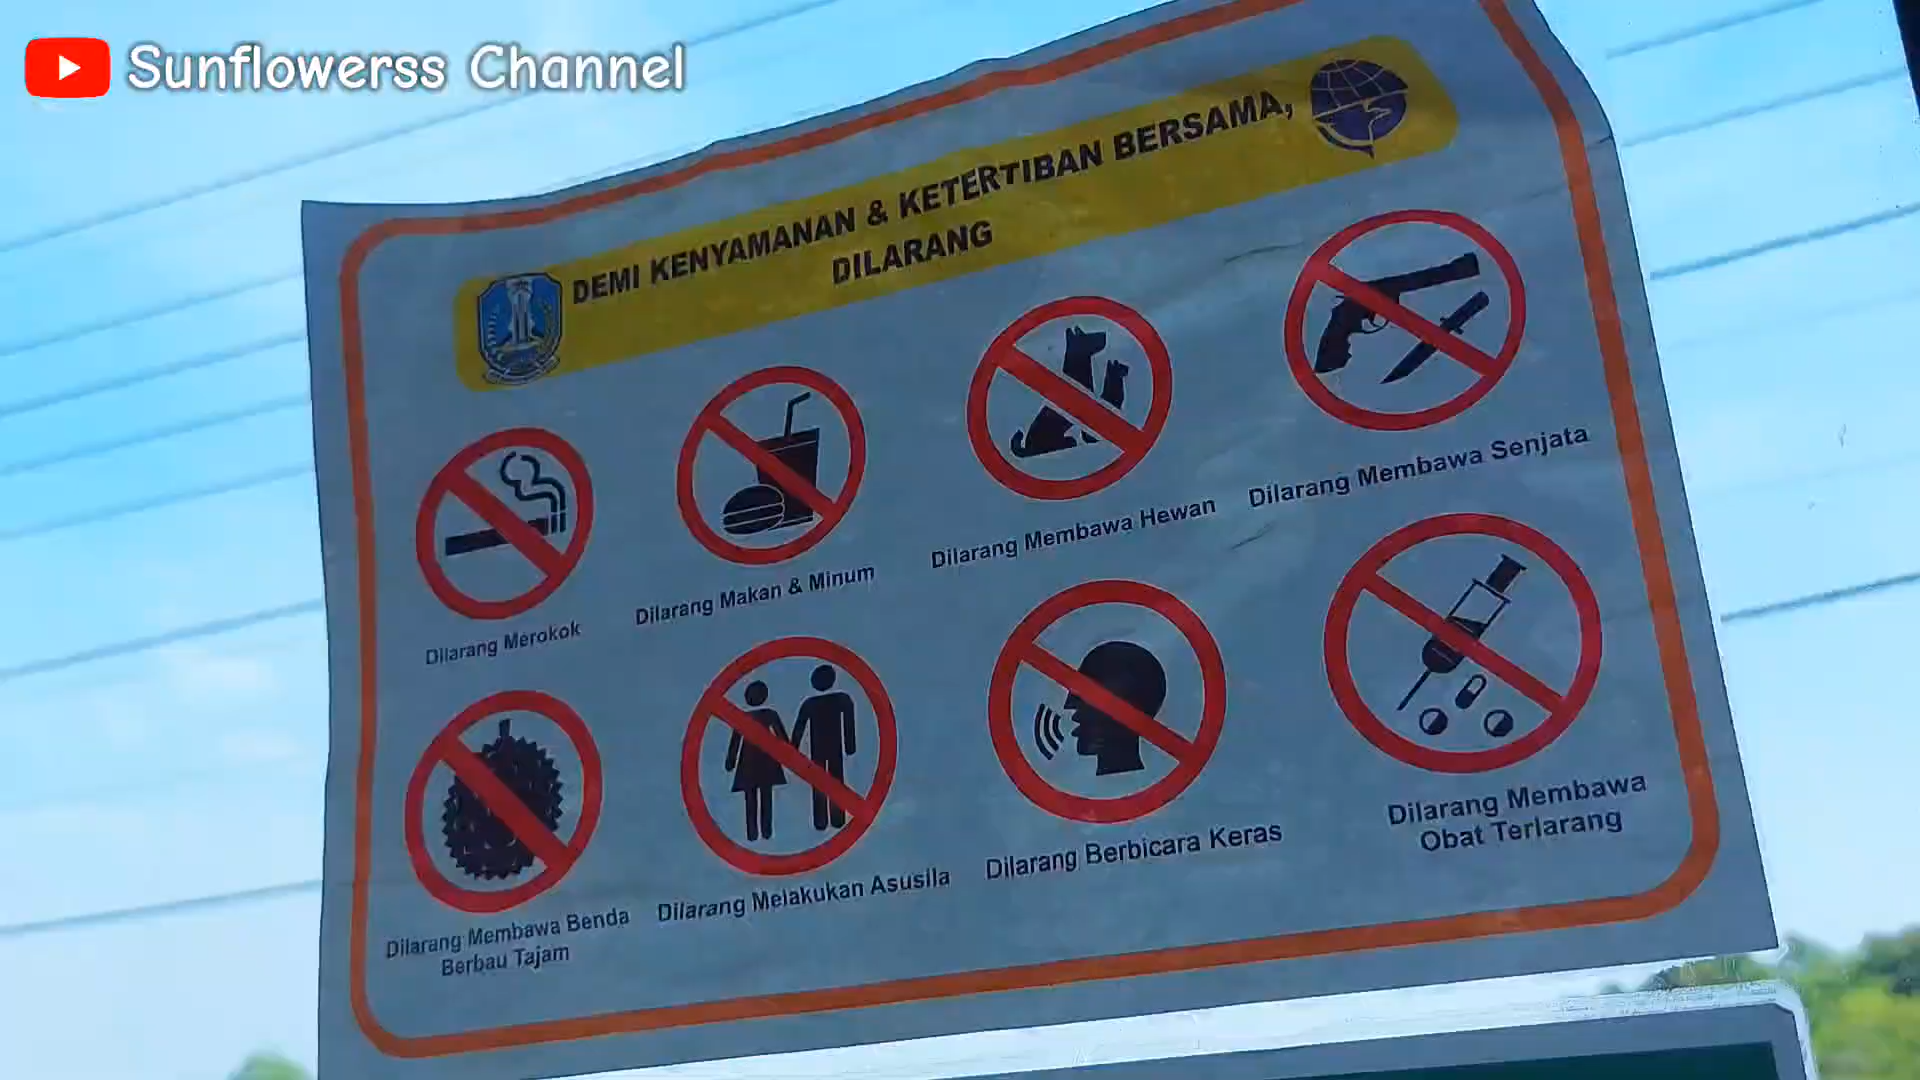 Sunflowerss Channel
DEMI KENYAMANAN & KETERTIBAN BERSAMA,
DILARANG
Dilarang Merokok
Dilarang Makan & Minum
Dilarang Membawa Hewan
Dilarang Membawa Senjata
Dilarang Membawa Benda
Berbau Tajam
Dilarang Melakukan Asusila
Dilarang Berbicara Keras
Dilarang Membawa
Obat Terlarang